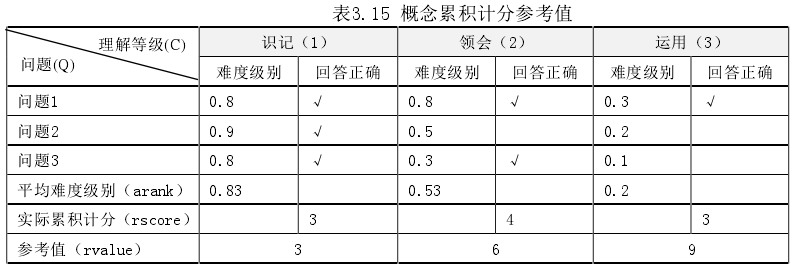 表3.15 概念累积计分参考值
理解等级(C) 识记（1） 领会（2） 运用（3）
问题(Q) 难度级别 回答正确 难度级别 回答正确 难度级别 回答正确
问题1 0.8 √ 0.8 √ 0.3 √
问题2 0.9 √ 0.5 0.2
问题3 0.8 √ 0.3 √ 0.1
平均难度级别（arank） 0.83 0.53 0.2
实际累积计分（rscore） 3 4 3
参考值（rvalue） 3 6 9